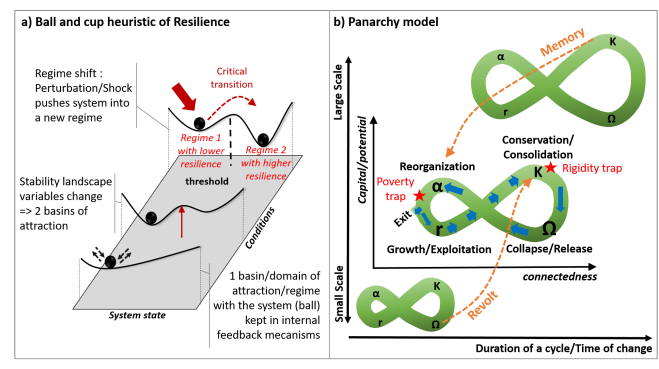 a) Ball and cup heuristic of Resilience
Regime shift :
Perturbation/Shock
pushes system into
a new regime
Critical
transition
Regime 1
with lower
resilience
Regime 2
with higher
resilience
threshold
Stability landscape
variables change
=> 2 basins of
attraction
Conditions
System state
1 basin/domain of
attraction/regime
with the system (ball)
kept in internal
feedback mechanisms
b) Panarchy model
Large Scale
Small Scale
Capital/potential
Memory
α
K
r
Ω
Conservation/
Consolidation
Reorganization
Rigidity trap
Poverty
trap
α
K
Exit
r
Ω
Growth/Exploitation
Collapse/Release
connectedness
Revolt
α
K
r
Ω
Duration of a cycle/Time of change